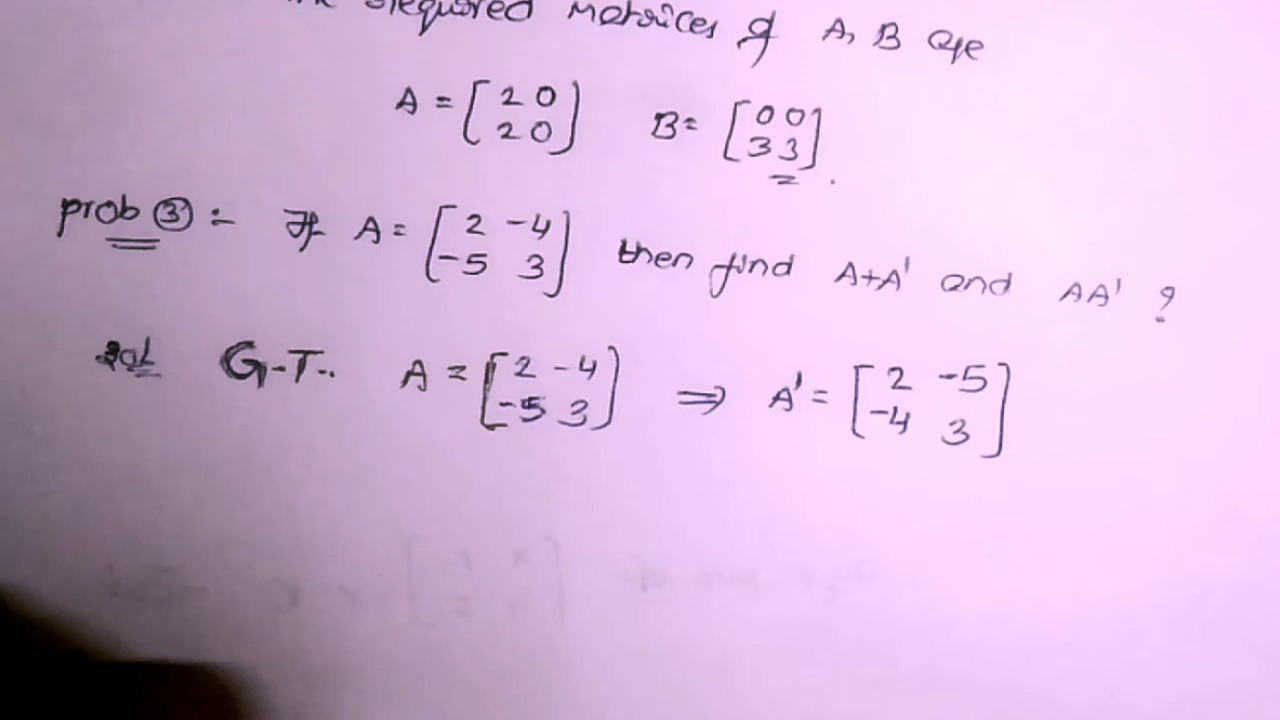 required Matrices of A, B are
A = [ 2 0 B = [ 0 0
2 0 ] 3 3 ] .
prob ③ :- If A = [ 2 -4 -5 3 ] then find A+A' and AA' ?
sol G.T. A = [ 2 -4 -5 3 ] ⇒ A' = [ 2 -5 -4 3 ]